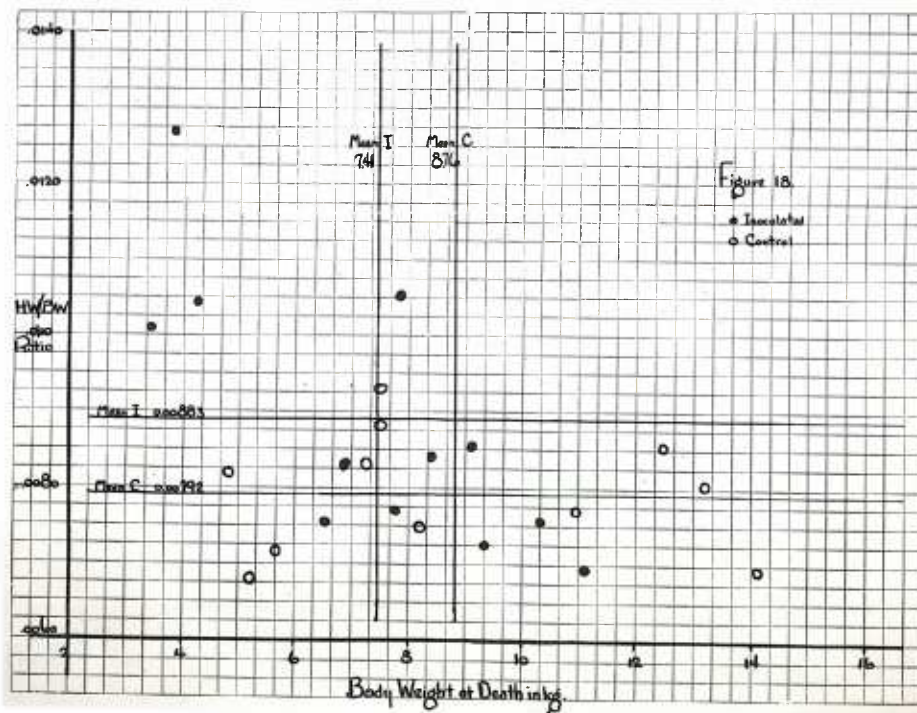 .0140
Mean I
7.41
Mean C
8.76
.0120
Figure 18.
Inoculated
Control
HW/BW
.010
Ratio
Mean I 0.00883
.0080
Mean C 0.00792
.0060
2
4
6
8
10
12
14
16
Body Weight at Death in kg.